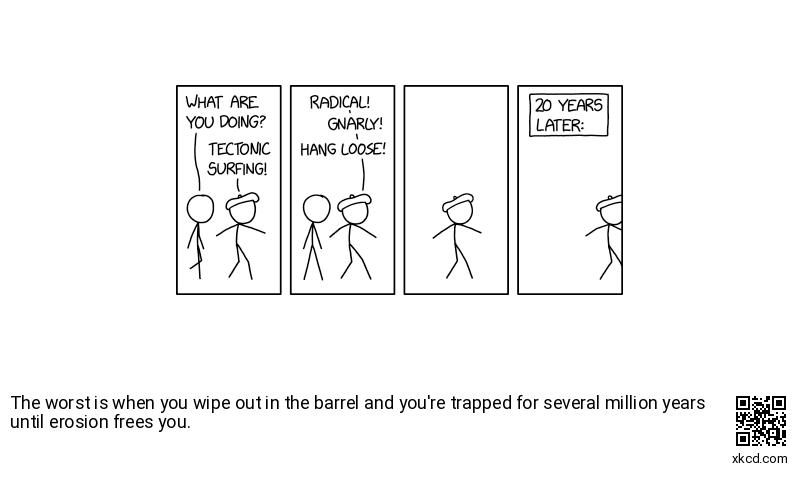 WHAT ARE
YOU DOING?
TECTONIC
SURFING!
RADICAL!
GNARLY!
HANG LOOSE!
20 YEARS
LATER:
The worst is when you wipe out in the barrel and you're trapped for several million years
until erosion frees you.
xkcd.com